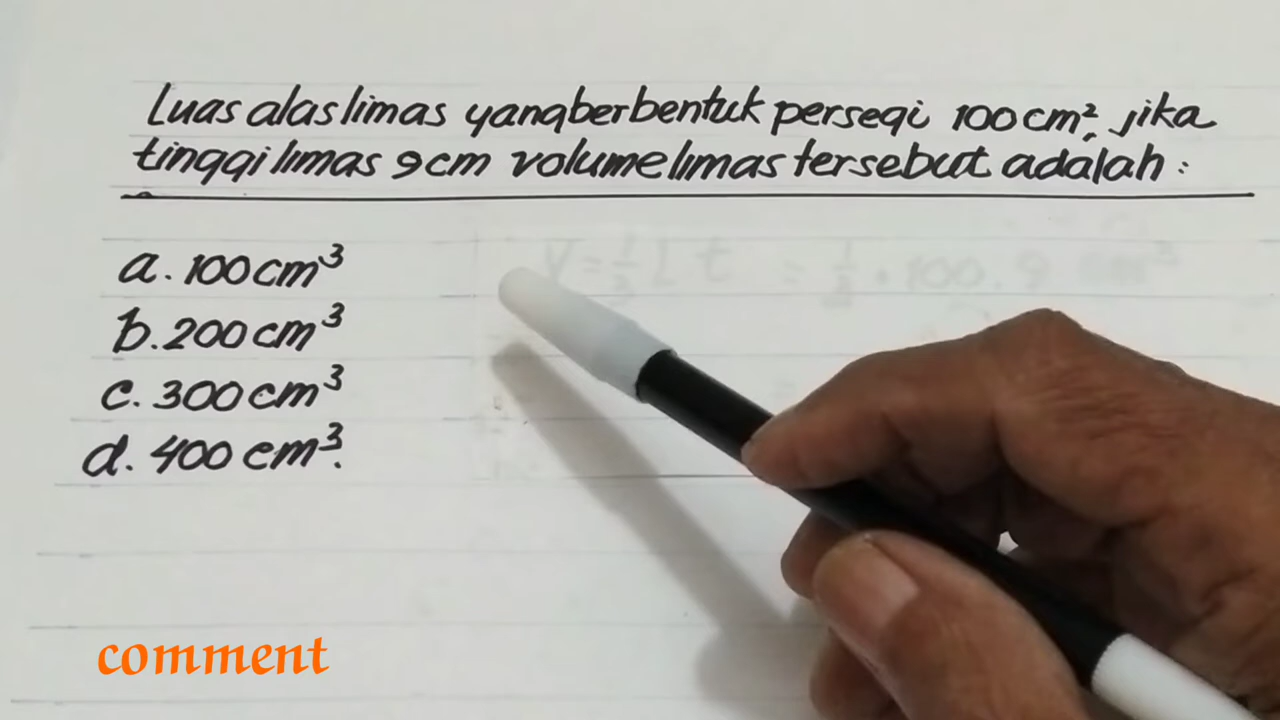 Luas alas limas yang berbentuk persegi 100 cm², jika
tinggi limas 9 cm volume limas tersebut adalah :
a. 100 cm³
b. 200 cm³
c. 300 cm³
d. 400 cm³.
comment